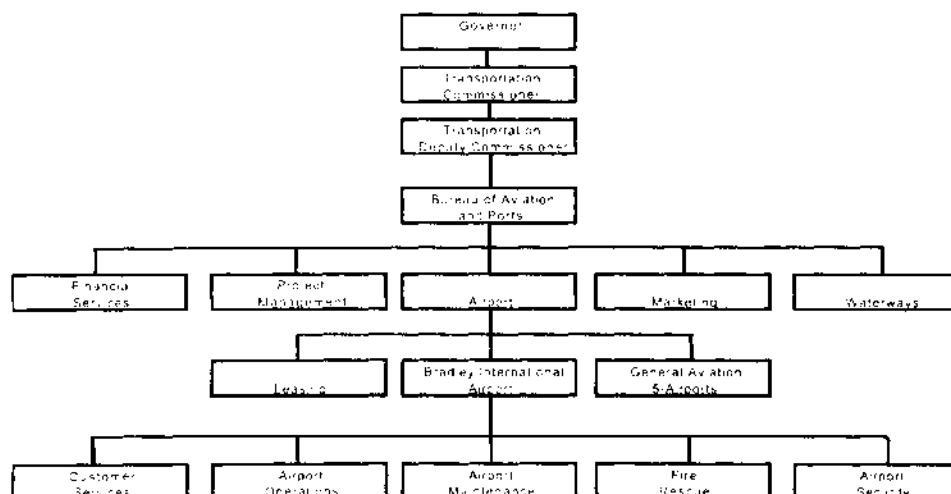 Governor
Transportation
Commissioner
Transportation
Deputy Commissioner
Bureau of Aviation
and Ports
Financial
Services
Project
Management
Airport
Marketing
Waterways
Leasing
Bradley International
Airport
General Aviation
5-Airports
Customer
Services
Airport
Operations
Airport
Maintenance
Fire
Rescue
Airport
Security